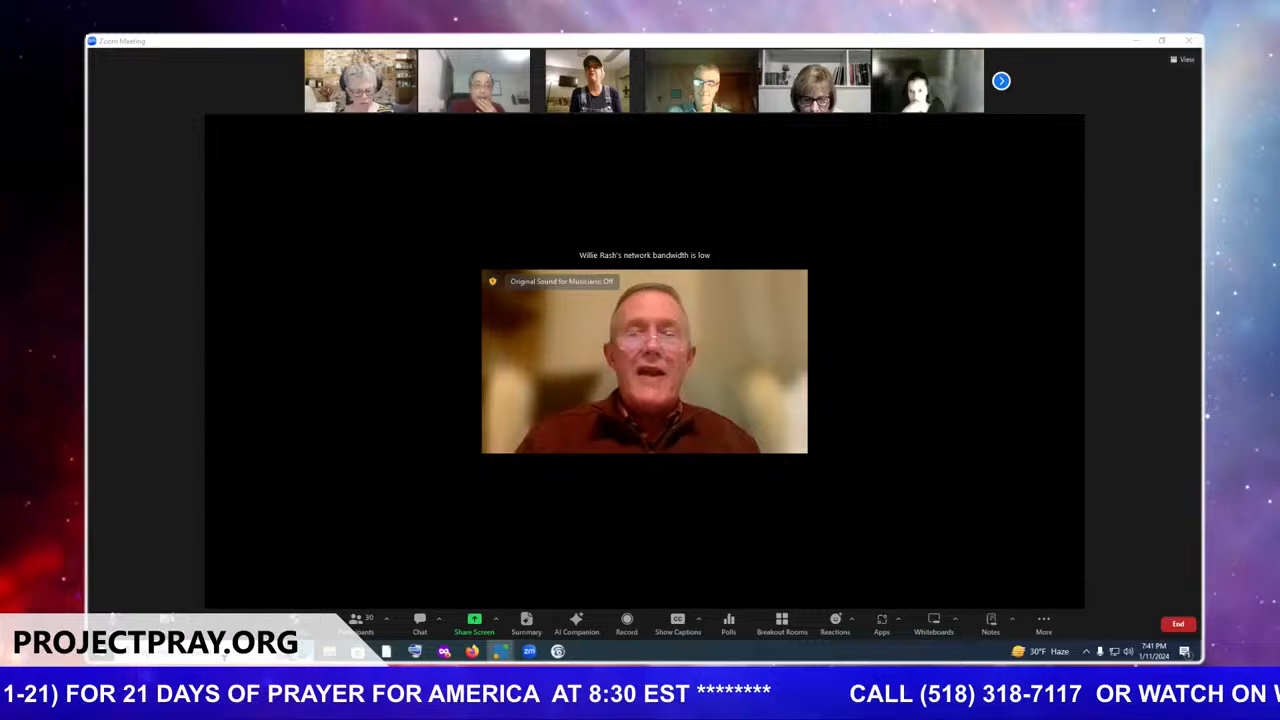 Zoom Meeting
View
Willie Rash's network bandwidth is low
Original Sound for Musicians: Off
30
Chat
Share Screen
Summary
AI Companion
Record
CC
Show Captions
Polls
Breakout Rooms
Reactions
Apps
Whiteboards
Notes
More
End
zm
30°F Haze
7:41 PM
1/11/2024
PROJECTPRAY.ORG
1-21) FOR 21 DAYS OF PRAYER FOR AMERICA AT 8:30 EST ******** CALL (518) 318-7117 OR WATCH ON